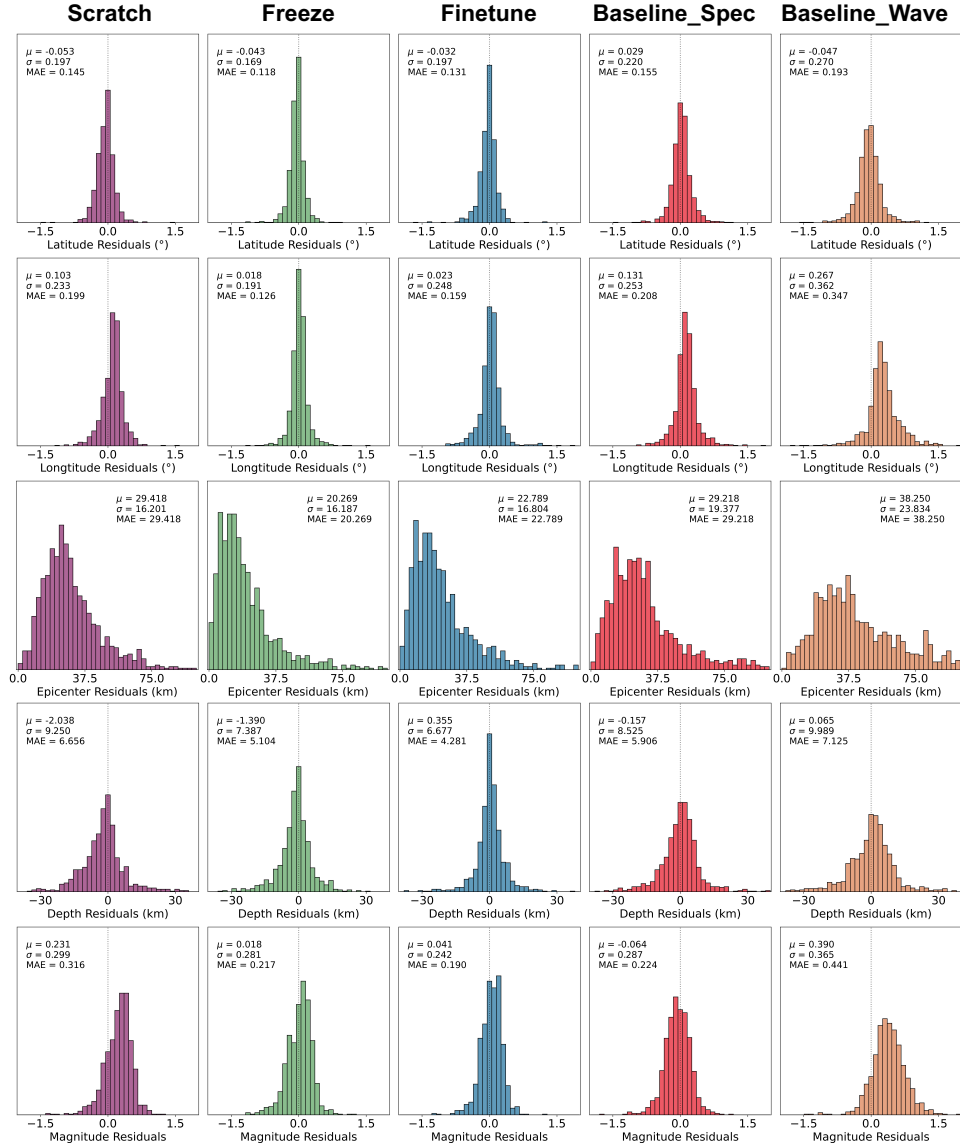 Scratch Freeze Finetune Baseline_Spec Baseline_Wave
μ = -0.053
σ = 0.197
MAE = 0.145
μ = -0.043
σ = 0.169
MAE = 0.118
μ = -0.032
σ = 0.197
MAE = 0.131
μ = 0.029
σ = 0.220
MAE = 0.155
μ = -0.047
σ = 0.270
MAE = 0.193
−1.5 0.0 1.5 −1.5 0.0 1.5 −1.5 0.0 1.5 −1.5 0.0 1.5 −1.5 0.0 1.5
Latitude Residuals (°) Latitude Residuals (°) Latitude Residuals (°) Latitude Residuals (°) Latitude Residuals (°)
μ = 0.103
σ = 0.233
MAE = 0.199
μ = 0.018
σ = 0.191
MAE = 0.126
μ = 0.023
σ = 0.248
MAE = 0.159
μ = 0.131
σ = 0.253
MAE = 0.208
μ = 0.267
σ = 0.362
MAE = 0.347
−1.5 0.0 1.5 −1.5 0.0 1.5 −1.5 0.0 1.5 −1.5 0.0 1.5 −1.5 0.0 1.5
Longtitude Residuals (°) Longtitude Residuals (°) Longtitude Residuals (°) Longtitude Residuals (°) Longtitude Residuals (°)
μ = 29.418
σ = 16.201
MAE = 29.418
μ = 20.269
σ = 16.187
MAE = 20.269
μ = 22.789
σ = 16.804
MAE = 22.789
μ = 29.218
σ = 19.377
MAE = 29.218
μ = 38.250
σ = 23.834
MAE = 38.250
0.0 37.5 75.0 0.0 37.5 75.0 0.0 37.5 75.0 0.0 37.5 75.0 0.0 37.5 75.0
Epicenter Residuals (km) Epicenter Residuals (km) Epicenter Residuals (km) Epicenter Residuals (km) Epicenter Residuals (km)
μ = -2.038
σ = 9.250
MAE = 6.656
μ = -1.390
σ = 7.387
MAE = 5.104
μ = 0.355
σ = 6.677
MAE = 4.281
μ = -0.157
σ = 8.525
MAE = 5.906
μ = 0.065
σ = 9.989
MAE = 7.125
−30 0 30 −30 0 30 −30 0 30 −30 0 30 −30 0 30
Depth Residuals (km) Depth Residuals (km) Depth Residuals (km) Depth Residuals (km) Depth Residuals (km)
μ = 0.231
σ = 0.299
MAE = 0.316
μ = 0.018
σ = 0.281
MAE = 0.217
μ = 0.041
σ = 0.242
MAE = 0.190
μ = -0.064
σ = 0.287
MAE = 0.224
μ = 0.390
σ = 0.365
MAE = 0.441
−1.5 0.0 1.5 −1.5 0.0 1.5 −1.5 0.0 1.5 −1.5 0.0 1.5 −1.5 0.0 1.5
Magnitude Residuals Magnitude Residuals Magnitude Residuals Magnitude Residuals Magnitude Residuals